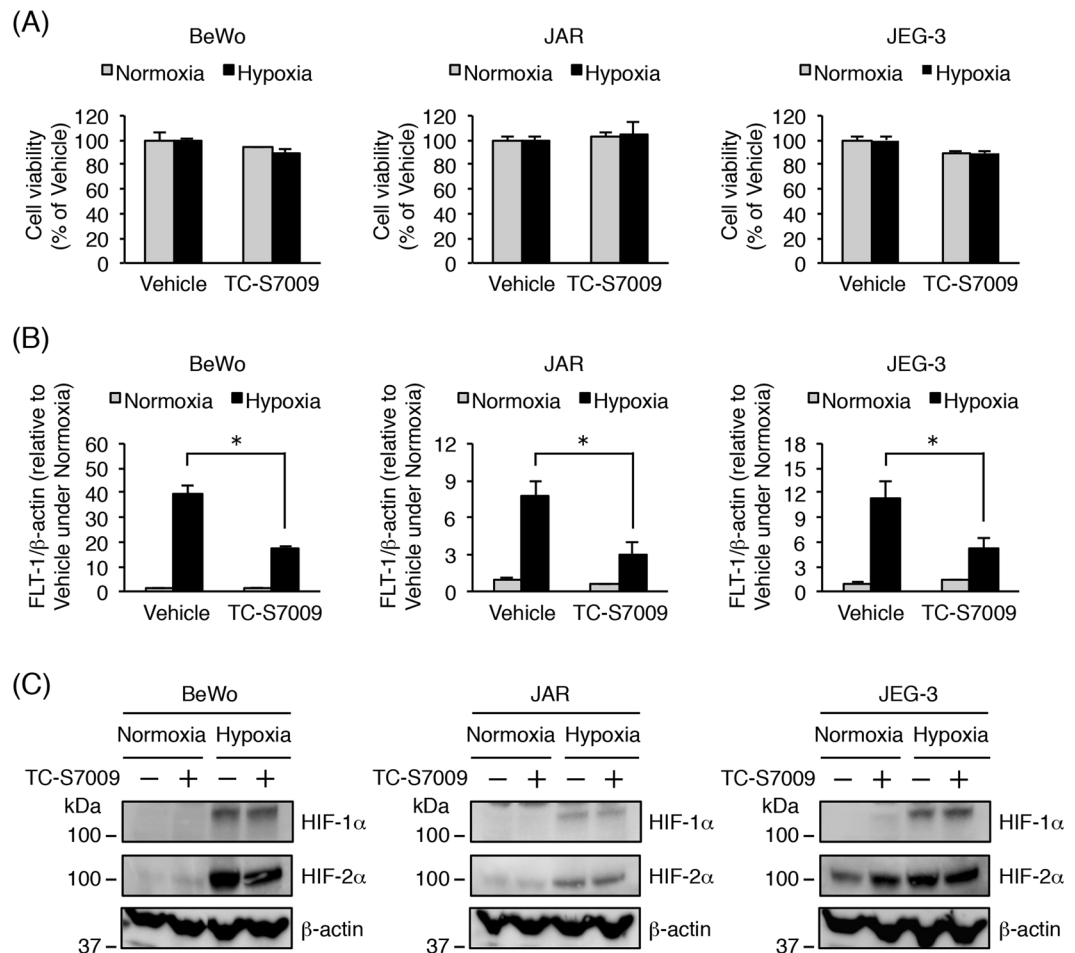 (A)
BeWo
JAR
JEG-3
Normoxia Hypoxia
Normoxia Hypoxia
Normoxia Hypoxia
Cell viability
(% of Vehicle)
120
100
80
60
40
20
0
Vehicle TC-S7009
Cell viability
(% of Vehicle)
120
100
80
60
40
20
0
Vehicle TC-S7009
Cell viability
(% of Vehicle)
120
100
80
60
40
20
0
Vehicle TC-S7009
(B)
BeWo
JAR
JEG-3
Normoxia Hypoxia
Normoxia Hypoxia
Normoxia Hypoxia
FLT-1/β-actin (relative to
Vehicle under Normoxia)
60
50
40
30
20
10
0
*
Vehicle TC-S7009
FLT-1/β-actin (relative to
Vehicle under Normoxia)
12
9
6
3
0
*
Vehicle TC-S7009
FLT-1/β-actin (relative to
Vehicle under Normoxia)
18
15
12
9
6
3
0
*
Vehicle TC-S7009
(C)
BeWo
Normoxia Hypoxia
TC-S7009 − + − +
kDa
100 HIF-1α
100 HIF-2α
37 β-actin
JAR
Normoxia Hypoxia
TC-S7009 − + − +
kDa
100 HIF-1α
100 HIF-2α
37 β-actin
JEG-3
Normoxia Hypoxia
TC-S7009 − + − +
kDa
100 HIF-1α
100 HIF-2α
37 β-actin